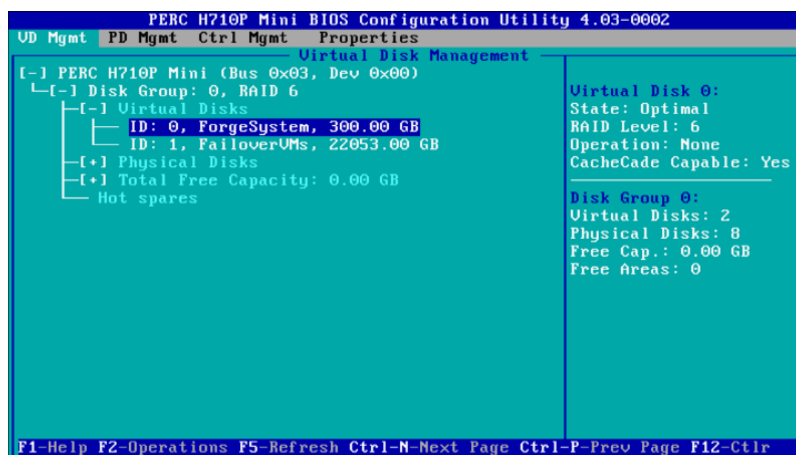 PERC H710P Mini BIOS Configuration Utility 4.03-0002
VD Mgmt PD Mgmt Ctrl Mgmt Properties
Virtual Disk Management
[-] PERC H710P Mini (Bus 0x03, Dev 0x00)
[-] Disk Group: 0, RAID 6
[-] Virtual Disks
ID: 0, ForgeSystem, 300.00 GB
ID: 1, FailoverVMs, 22053.00 GB
[+] Physical Disks
[+] Total Free Capacity: 0.00 GB
Hot spares
Virtual Disk 0:
State: Optimal
RAID Level: 6
Operation: None
CacheCade Capable: Yes
Disk Group 0:
Virtual Disks: 2
Physical Disks: 8
Free Cap.: 0.00 GB
Free Areas: 0
F1-Help F2-Operations F5-Refresh Ctrl-N-Next Page Ctrl-P-Prev Page F12-Ctlr